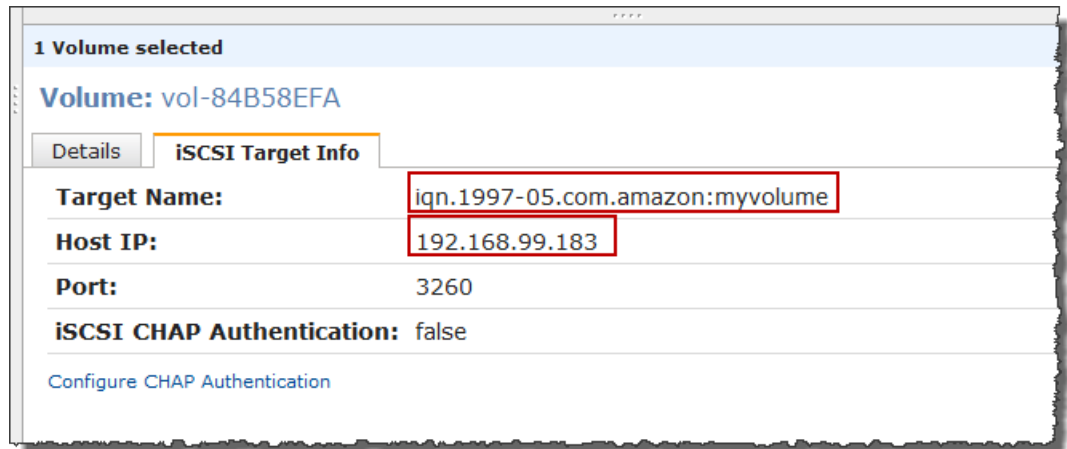 1 Volume selected
Volume: vol-84B58EFA
Details iSCSI Target Info
Target Name: iqn.1997-05.com.amazon:myvolume
Host IP: 192.168.99.183
Port: 3260
iSCSI CHAP Authentication: false
Configure CHAP Authentication